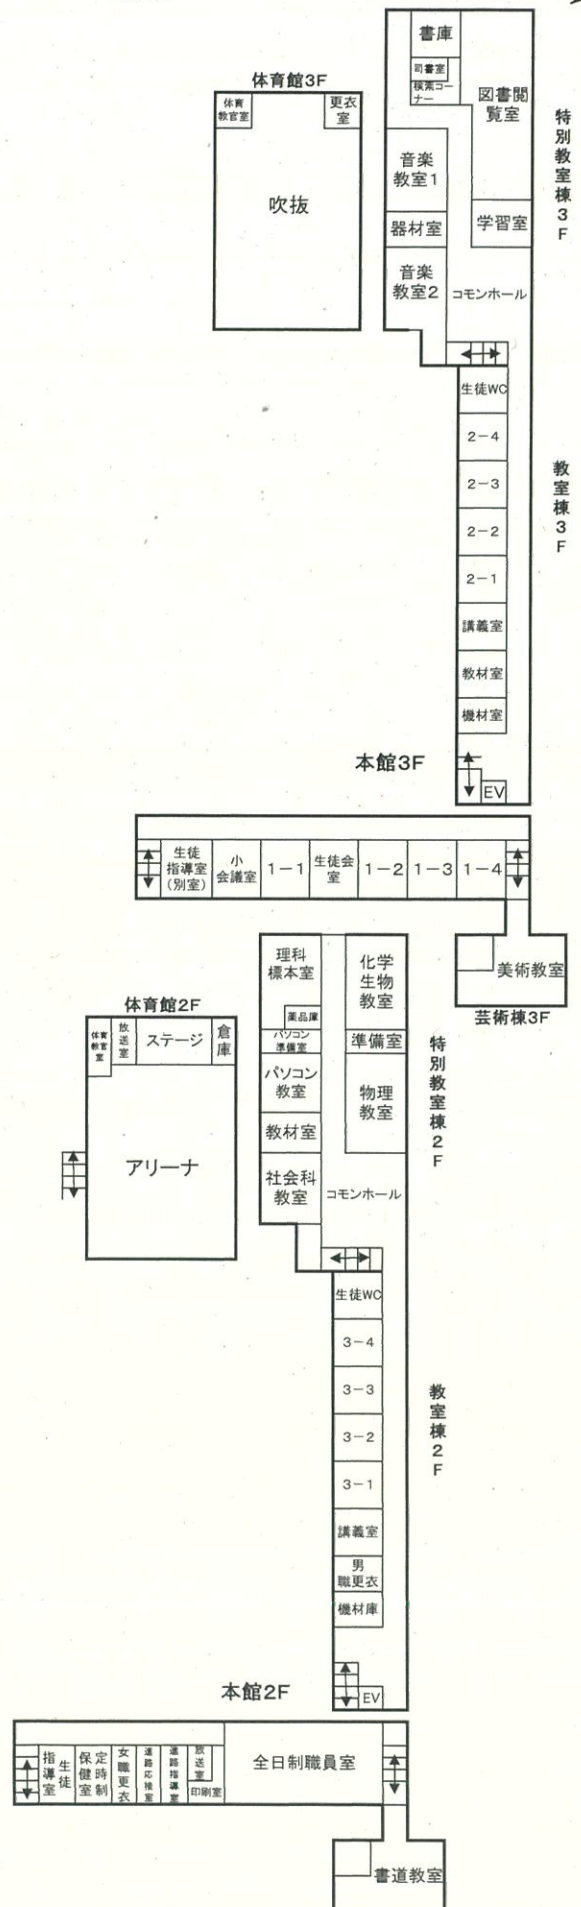 書庫
司書室
検索コー
ナー
図書閲
覧室
特別教室棟3F
体育館3F
体育
教官室
更衣
室
吹抜
音楽
教室1
器材室
学習室
音楽
教室2
コモンホール
生徒WC
2-4
2-3
2-2
2-1
講義室
教材室
機材室
教室棟3F
本館3F
EV
生徒
指導室
(別室)
小
会議室
1-1
生徒会
室
1-2
1-3
1-4
美術教室
芸術棟3F
理科
標本室
薬品庫
化学
生物
教室
体育館2F
体育
教官
室
放送室
ステージ
倉庫
アリーナ
パソコン
準備室
準備室
パソコン
教室
物理
教室
教材室
社会科
教室
コモンホール
特別教室棟2F
生徒WC
3-4
3-3
3-2
3-1
講義室
男
職更衣
機材庫
教室棟2F
本館2F
EV
生徒
指導室
定時制
保健室
女職更衣
進路応接室
進路指導室
放送室
印刷室
全日制職員室
書道教室